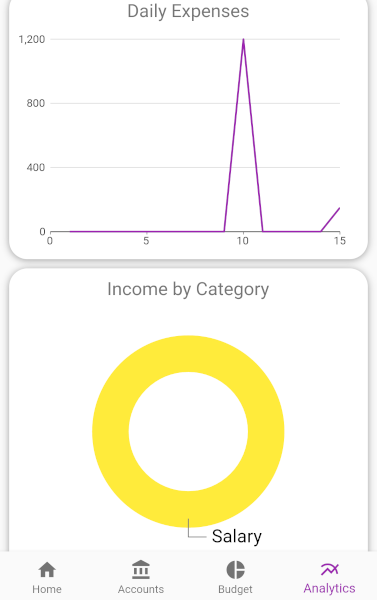 Daily Expenses
1,200
800
400
0
0 5 10 15
Income by Category
Salary
Home Accounts Budget Analytics